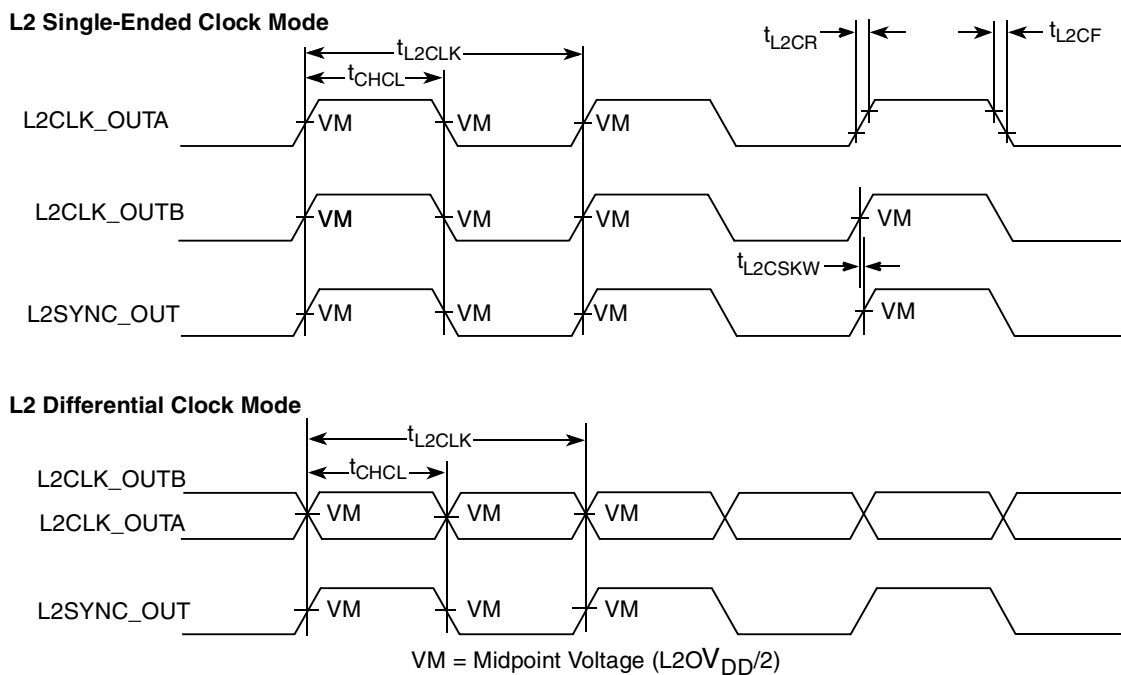 L2 Single-Ended Clock Mode
tL2CR
tL2CF
tL2CLK
tCHCL
L2CLK_OUTA
VM
VM
VM
L2CLK_OUTB
VM
VM
VM
VM
tL2CSKW
L2SYNC_OUT
VM
VM
VM
VM
L2 Differential Clock Mode
tL2CLK
tCHCL
L2CLK_OUTB
L2CLK_OUTA
VM
VM
VM
L2SYNC_OUT
VM
VM
VM
VM = Midpoint Voltage (L2OVDD/2)